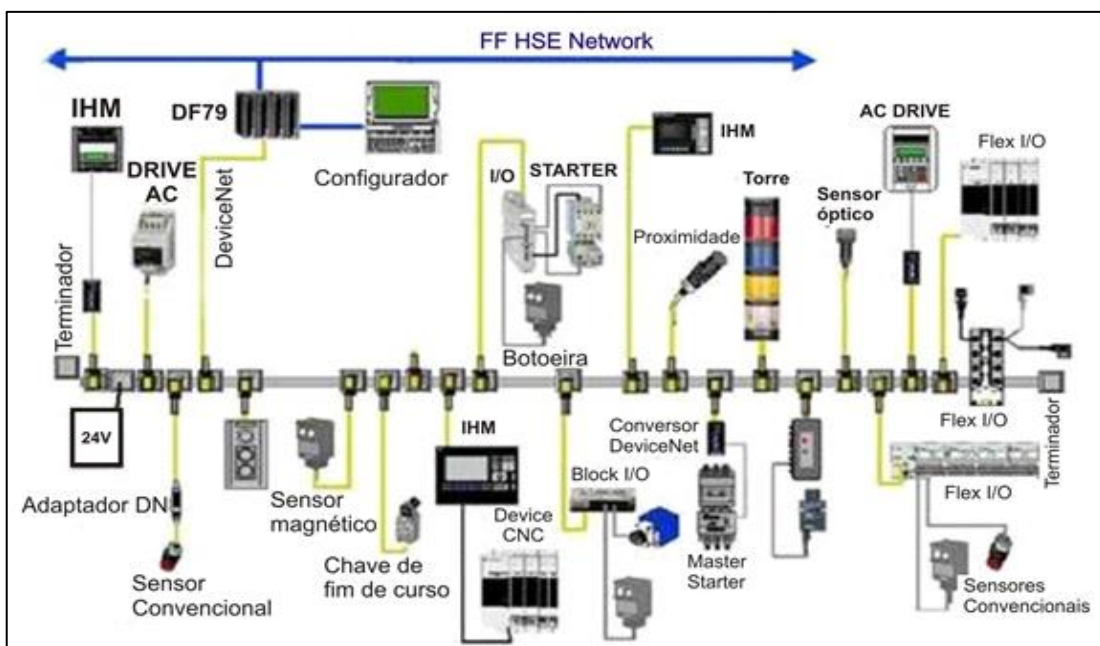 FF HSE Network
IHM
DF79
DRIVE
AC
DeviceNet
Configurador
I/O
STARTER
Botoeira
IHM
Proximidade
Torre
Sensor
óptico
AC DRIVE
Flex I/O
Terminador
24V
Adaptador DN
Sensor
Convencional
Sensor
magnético
Chave de
fim de curso
IHM
Device
CNC
Block I/O
Conversor
DeviceNet
Master
Starter
Flex I/O
Flex I/O
Sensores
Convencionais
Terminador